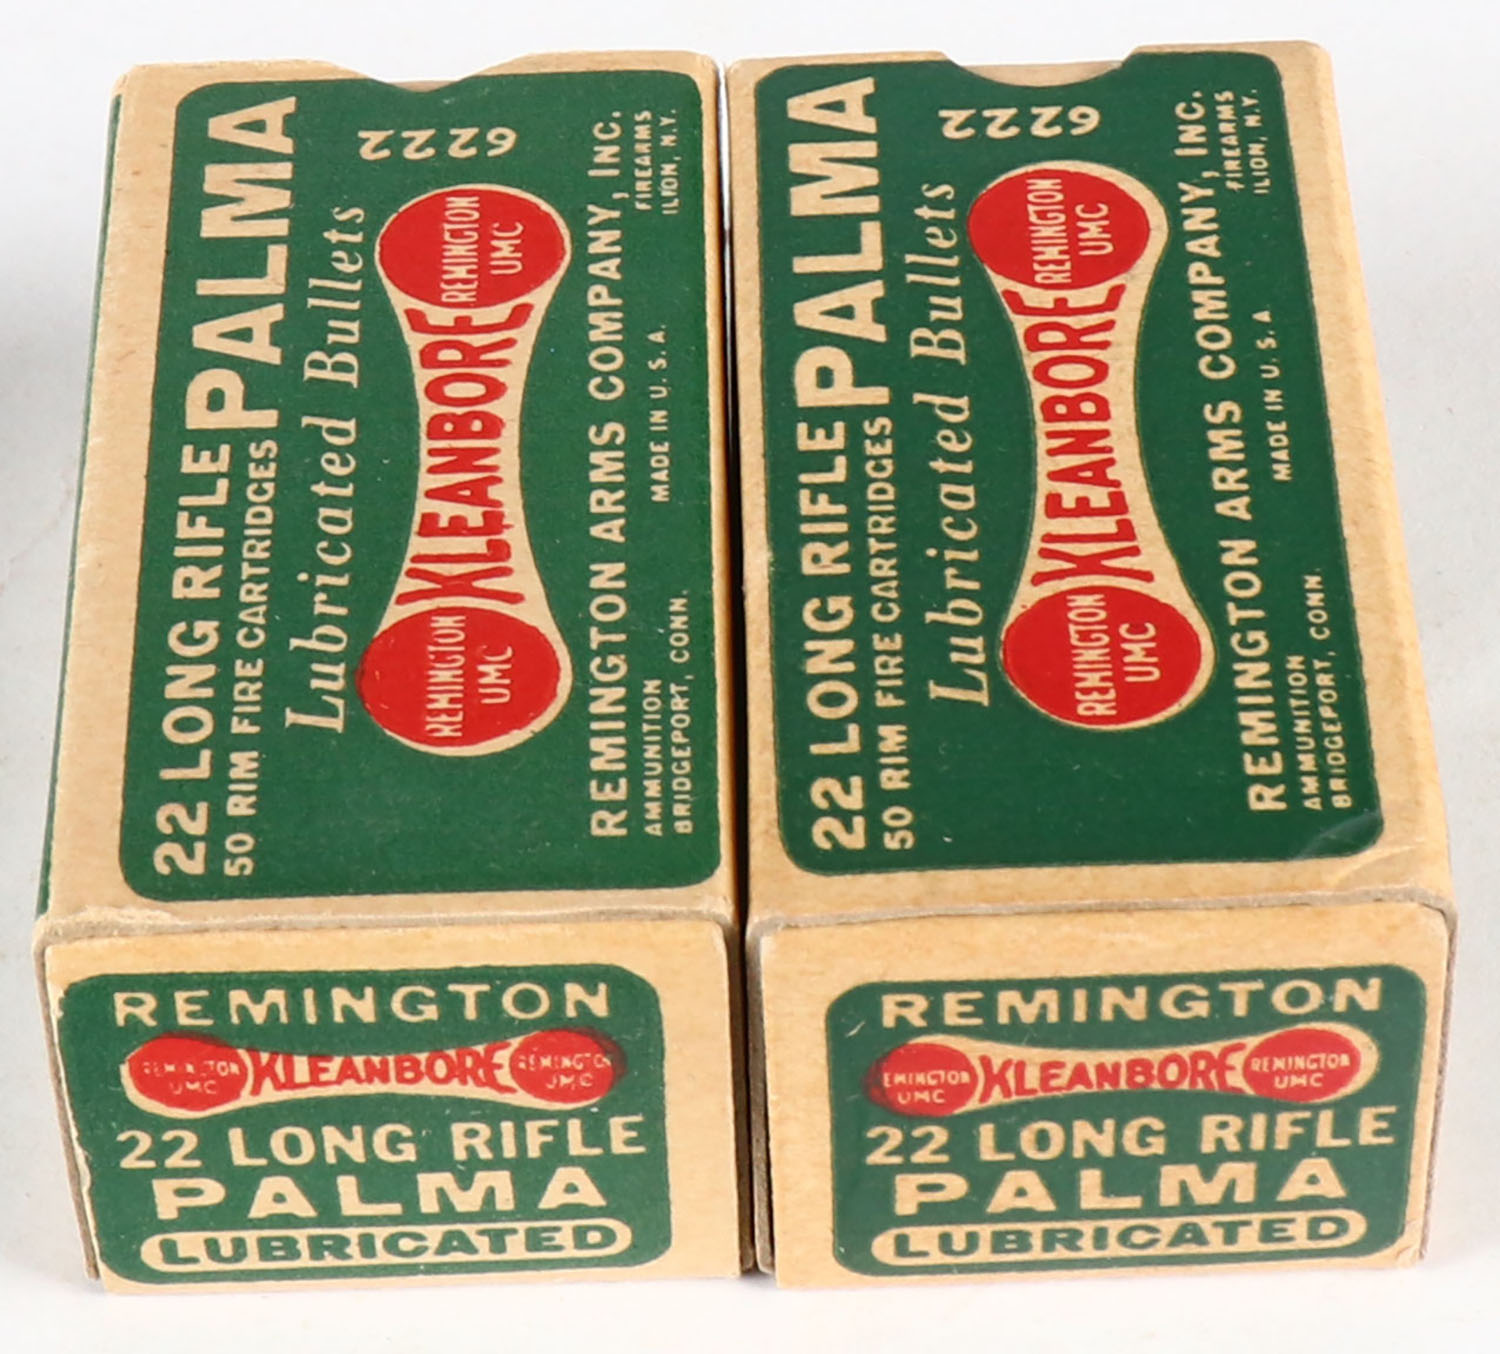 22 LONG RIFLE PALMA
50 RIM FIRE CARTRIDGES
Lubricated Bullets
6222
REMINGTON
UMC
KLEANBORE
REMINGTON
UMC
REMINGTON ARMS COMPANY, INC.
AMMUNITION
BRIDGEPORT, CONN.
MADE IN U.S.A.
FIREARMS
ILION, N.Y.
REMINGTON
REMINGTON
UMC
KLEANBORE
REMINGTON
UMC
22 LONG RIFLE
PALMA
LUBRICATED
22 LONG RIFLE PALMA
50 RIM FIRE CARTRIDGES
Lubricated Bullets
6222
REMINGTON
UMC
KLEANBORE
REMINGTON
UMC
REMINGTON ARMS COMPANY, INC.
AMMUNITION
BRIDGEPORT, CONN.
MADE IN U.S.A
FIREARMS
ILION, N.Y.
REMINGTON
EMINGTON
UMC
KLEANBORE
REMINGTON
UMC
22 LONG RIFLE
PALMA
LUBRICATED